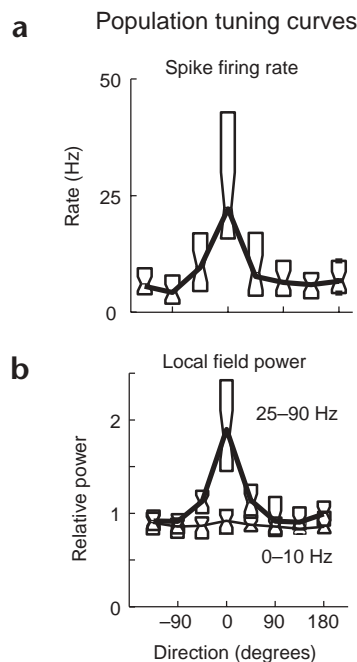 a
Population tuning curves
Spike firing rate
50
25
0
Rate (Hz)
b
Local field power
25–90 Hz
2
1
0
Relative power
0–10 Hz
–90 0 90 180
Direction (degrees)